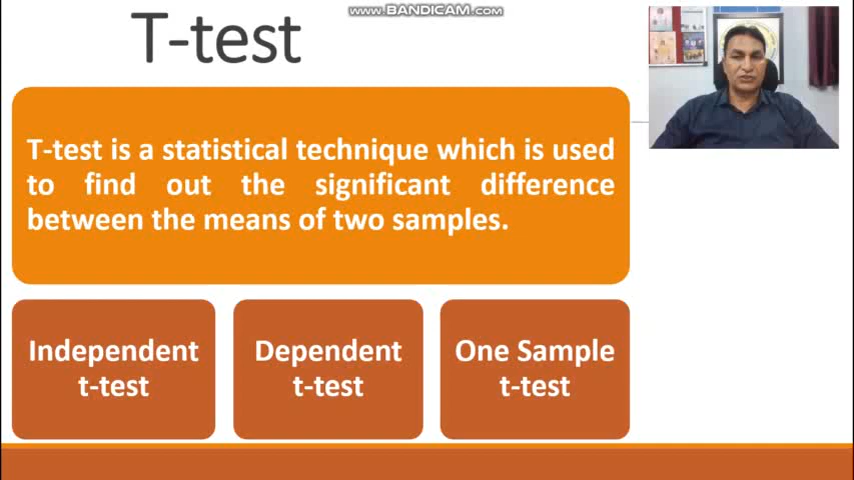 WWW.BANDICAM.COM
T-test
T-test is a statistical technique which is used
to find out the significant difference
between the means of two samples.
Independent
t-test
Dependent
t-test
One Sample
t-test